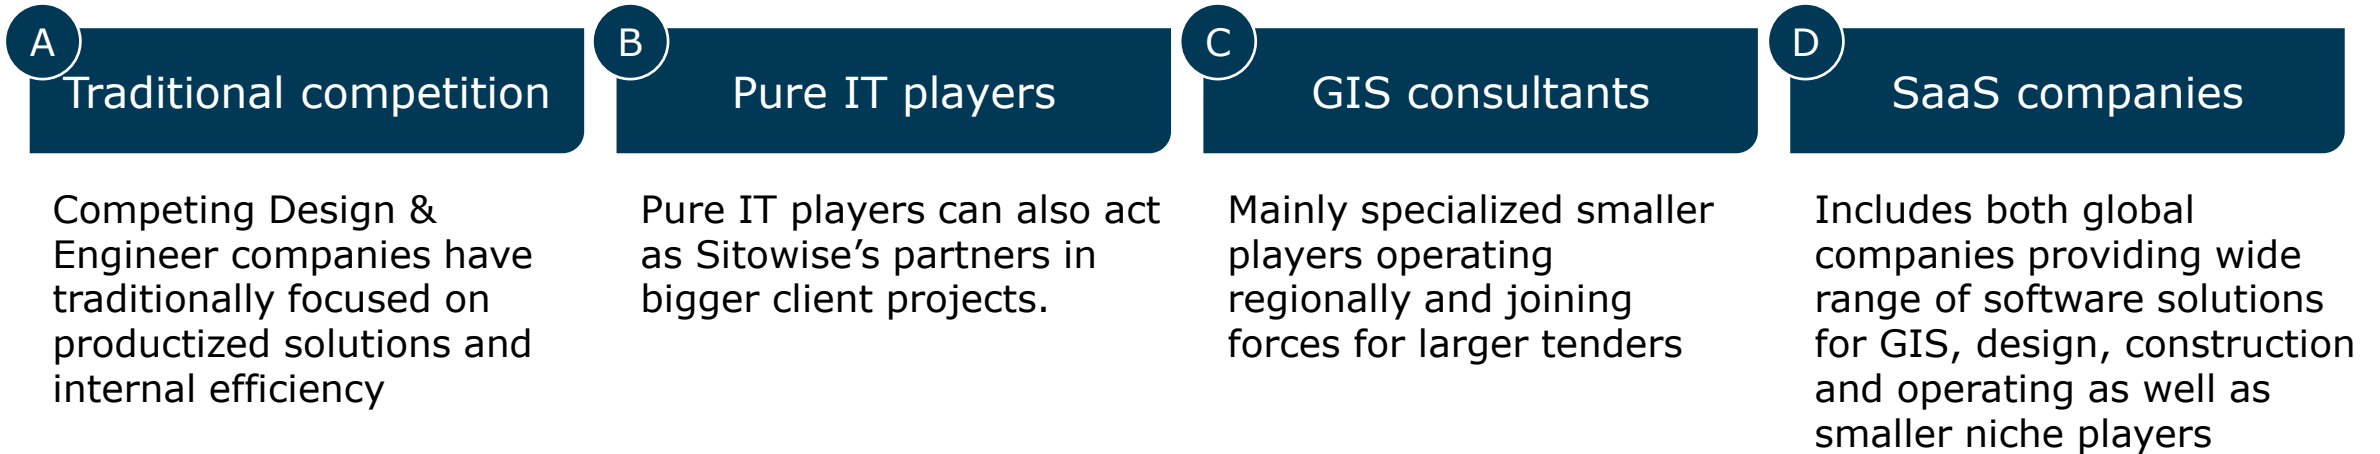 A
Traditional competition
Competing Design &
Engineer companies have
traditionally focused on
productized solutions and
internal efficiency
B
Pure IT players
Pure IT players can also act
as Sitowise’s partners in
bigger client projects.
C
GIS consultants
Mainly specialized smaller
players operating
regionally and joining
forces for larger tenders
D
SaaS companies
Includes both global
companies providing wide
range of software solutions
for GIS, design, construction
and operating as well as
smaller niche players